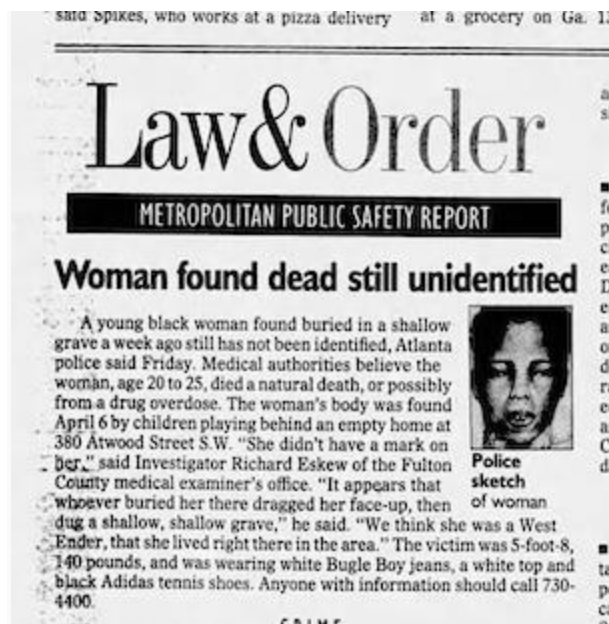 said Spikes, who works at a pizza delivery
at a grocery on Ga.
Law & Order
METROPOLITAN PUBLIC SAFETY REPORT
Woman found dead still unidentified
A young black woman found buried in a shallow
grave a week ago still has not been identified, Atlanta
police said Friday. Medical authorities believe the
woman, age 20 to 25, died a natural death, or possibly
from a drug overdose. The woman's body was found
April 6 by children playing behind an empty home at
380 Atwood Street S.W. "She didn't have a mark on
her," said Investigator Richard Eskew of the Fulton
County medical examiner's office. "It appears that
whoever buried her there dragged her face-up, then
dug a shallow, shallow grave," he said. "We think she was a West
Ender, that she lived right there in the area." The victim was 5-foot-8,
140 pounds, and was wearing white Bugle Boy jeans, a white top and
black Adidas tennis shoes. Anyone with information should call 730-
4400.
Police
sketch
of woman